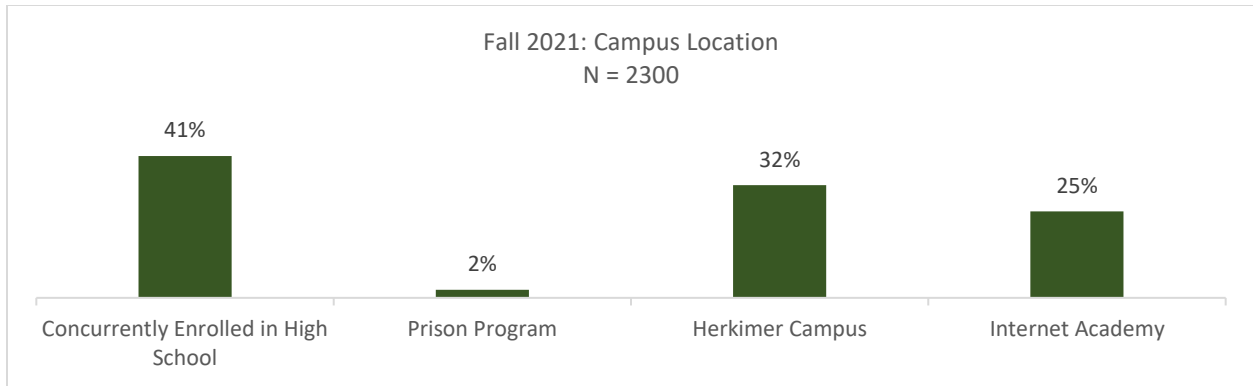 Fall 2021: Campus Location
N = 2300
41%
2%
32%
25%
Concurrently Enrolled in High
School
Prison Program
Herkimer Campus
Internet Academy